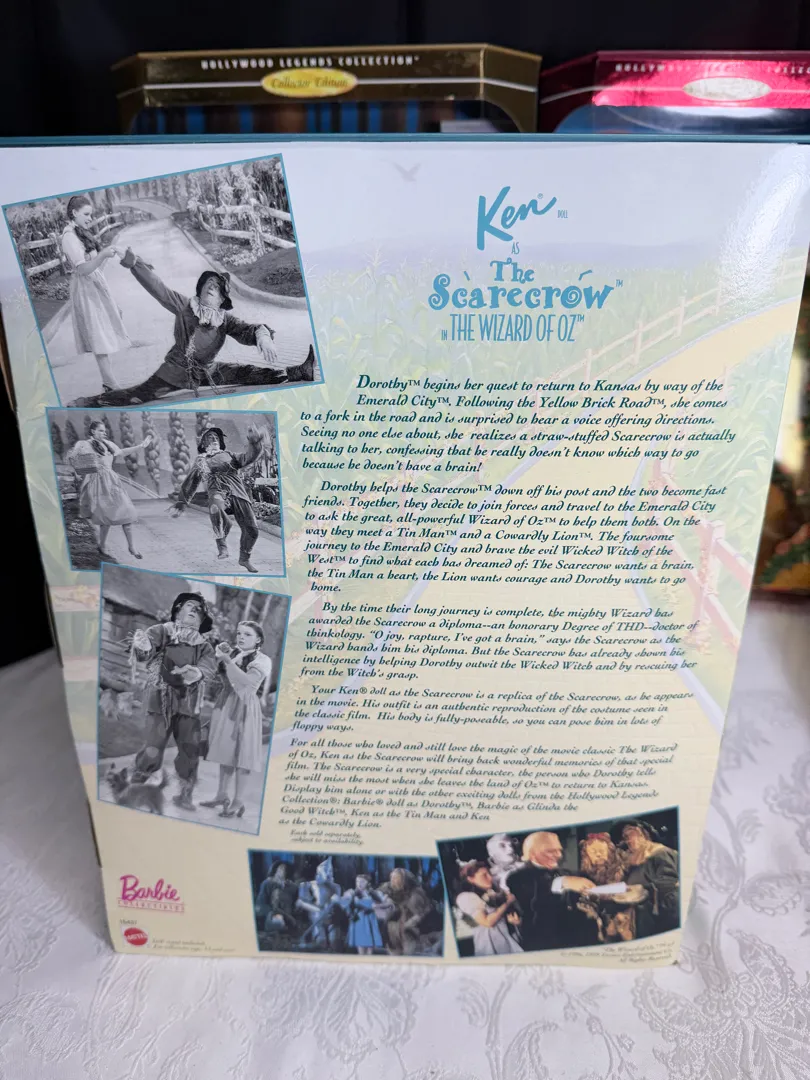 HOLLYWOOD LEGENDS COLLECTION™
Collector Edition
Ken® DOLL
AS
The
Scarecrow™
IN THE WIZARD OF OZ™
Dorothy™ begins her quest to return to Kansas by way of the
Emerald City™. Following the Yellow Brick Road™, she comes
to a fork in the road and is surprised to hear a voice offering directions.
Seeing no one else about, she realizes a straw-stuffed Scarecrow is actually
talking to her, confessing that he really doesn't know which way to go
because he doesn't have a brain!
Dorothy helps the Scarecrow™ down off his post and the two become fast
friends. Together, they decide to join forces and travel to the Emerald City
to ask the great, all-powerful Wizard of Oz™ to help them both. On the
way they meet a Tin Man™ and a Cowardly Lion™. The foursome
journey to the Emerald City and brave the evil Wicked Witch of the
West™ to find what each has dreamed of: The Scarecrow wants a brain,
the Tin Man a heart, the Lion wants courage and Dorothy wants to go
home.
By the time their long journey is complete, the mighty Wizard has
awarded the Scarecrow a diploma--an honorary Degree of THD--doctor of
thinkology. "O joy, rapture, I've got a brain," says the Scarecrow as the
Wizard hands him his diploma. But the Scarecrow has already shown his
intelligence by helping Dorothy outwit the Wicked Witch and by rescuing her
from the Witch's grasp.
Your Ken® doll as the Scarecrow is a replica of the Scarecrow, as he appears
in the movie. His outfit is an authentic reproduction of the costume seen in
the classic film. His body is fully-poseable, so you can pose him in lots of
floppy ways.
For all those who loved and still love the magic of the movie classic The Wizard
of Oz, Ken as the Scarecrow will bring back wonderful memories of that special
film. The Scarecrow is a very special character, the person who Dorothy tells
she will miss the most when she leaves the land of Oz™ to return to Kansas.
Display him alone or with the other exciting dolls from the Hollywood Legends
Collection®: Barbie® doll as Dorothy™, Barbie as Glinda the
Good Witch™, Ken as the Tin Man and Ken
as the Cowardly Lion.
Each sold separately,
subject to availability.
Barbie
COLLECTIBLES
MATTEL